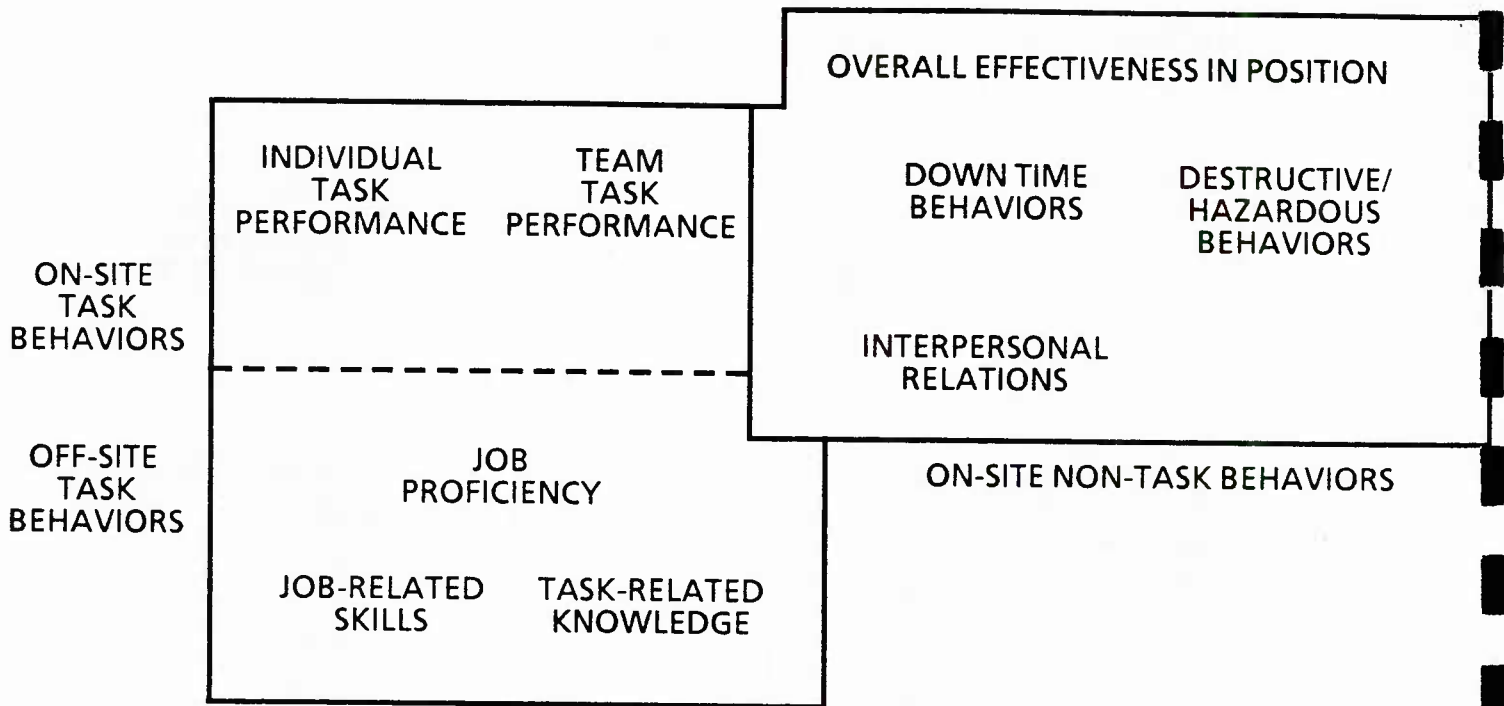 OVERALL EFFECTIVENESS IN POSITION
INDIVIDUAL
TASK
PERFORMANCE
TEAM
TASK
PERFORMANCE
DOWN TIME
BEHAVIORS
DESTRUCTIVE/
HAZARDOUS
BEHAVIORS
ON-SITE
TASK
BEHAVIORS
INTERPERSONAL
RELATIONS
OFF-SITE
TASK
BEHAVIORS
JOB
PROFICIENCY
ON-SITE NON-TASK BEHAVIORS
JOB-RELATED
SKILLS
TASK-RELATED
KNOWLEDGE